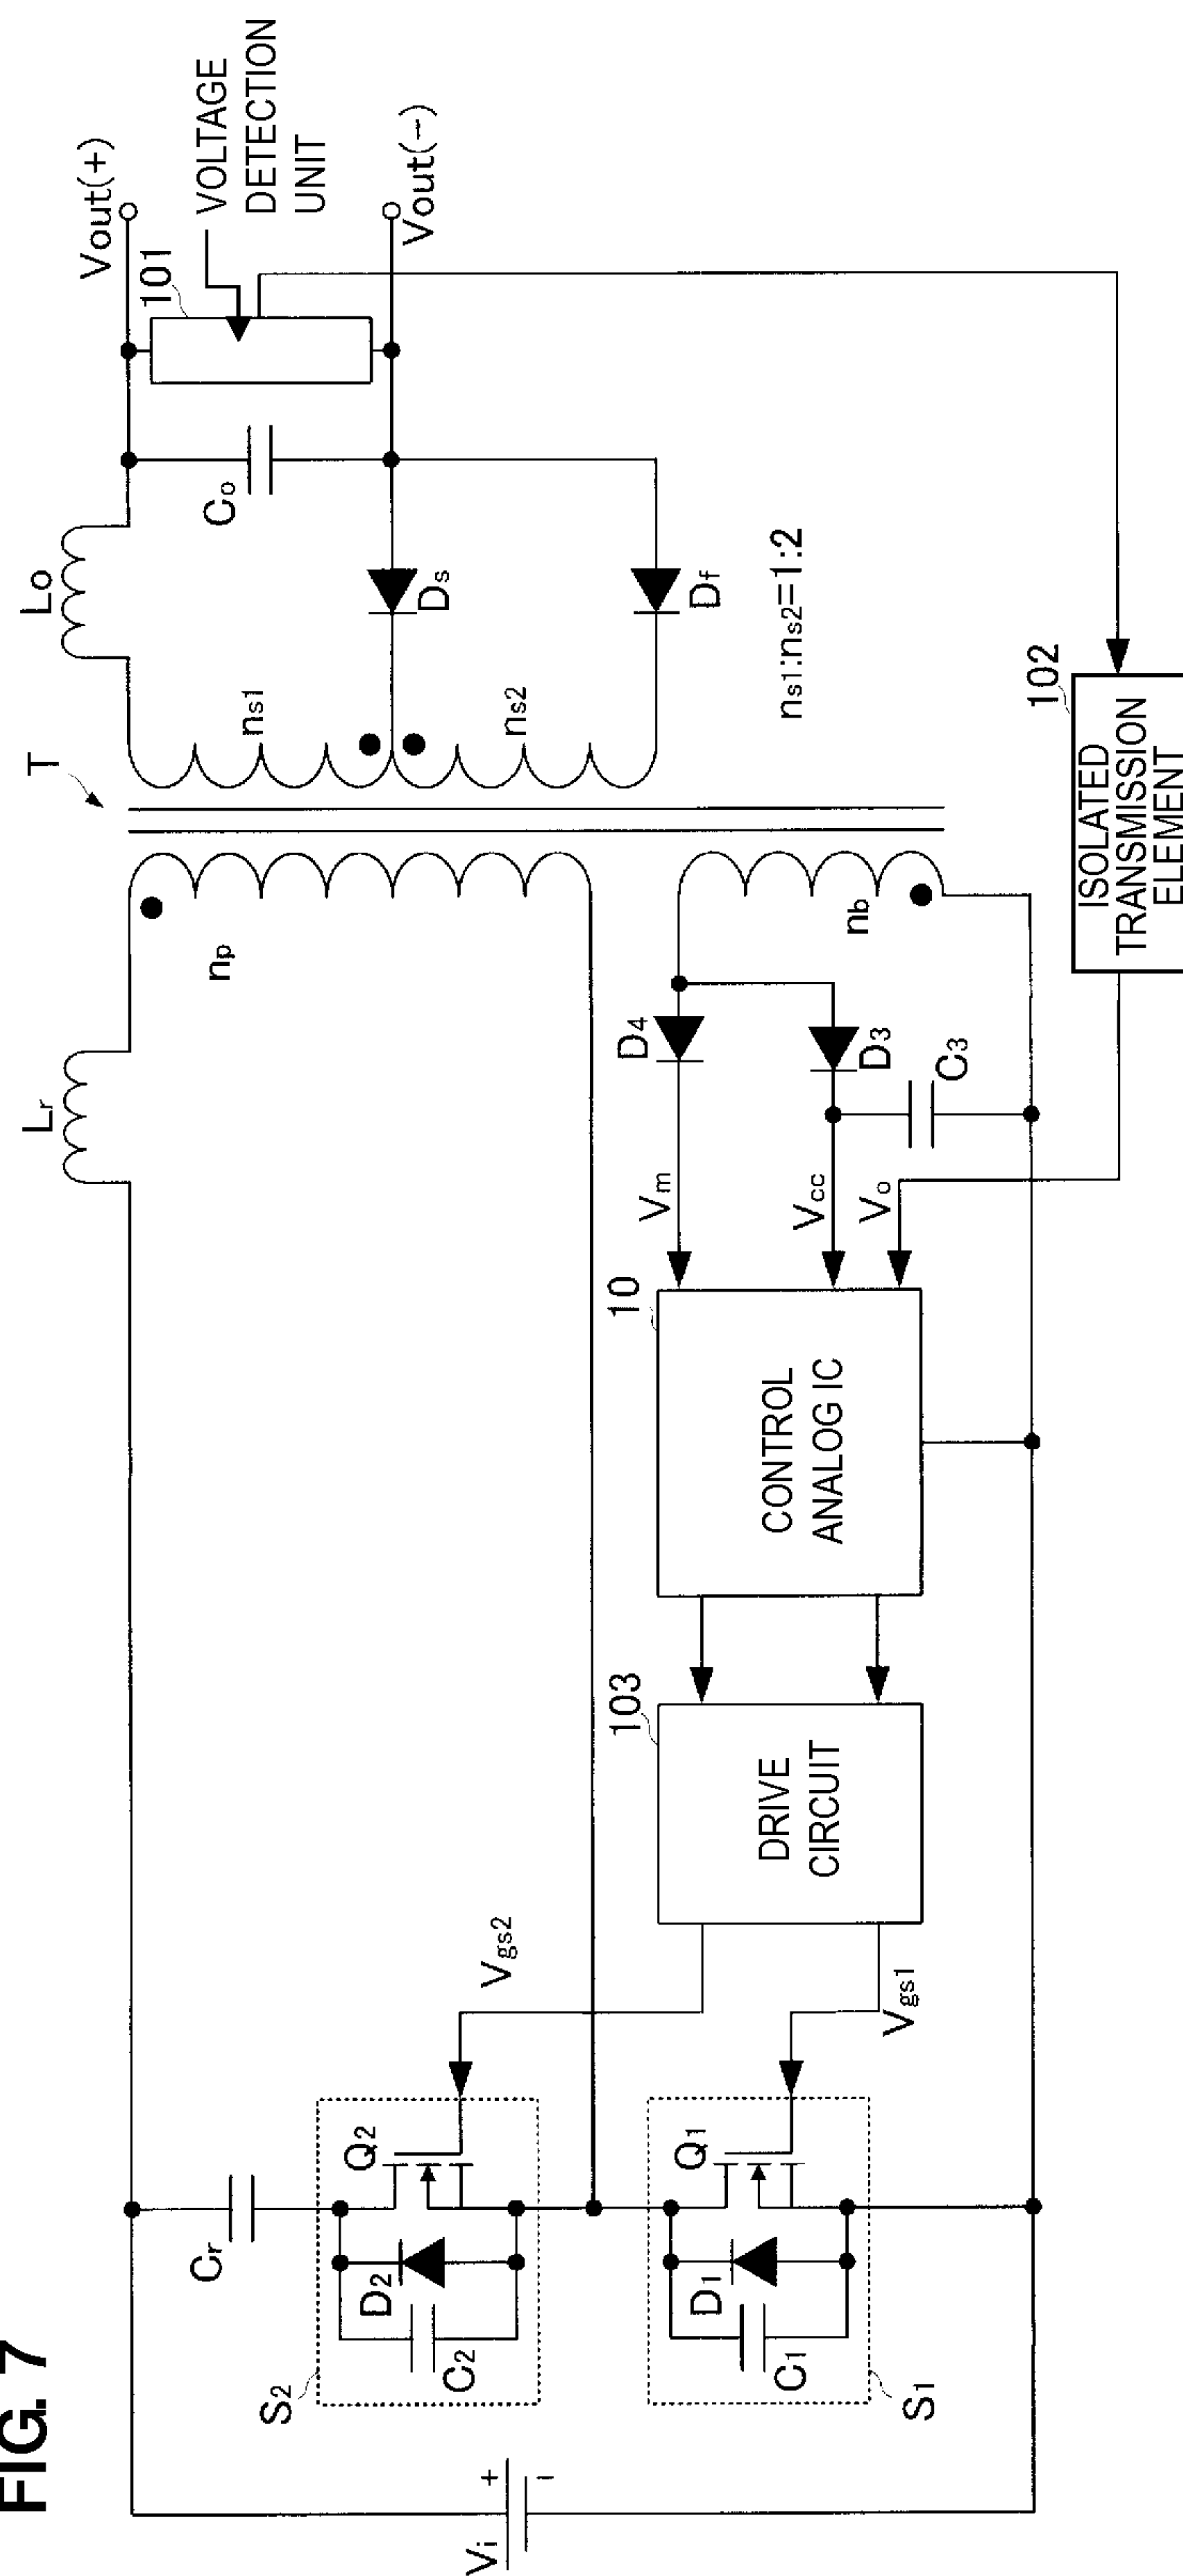 FIG. 7
T
Lr
Lo
Vout(+)
101
VOLTAGE
DETECTION
UNIT
Vout(-)
np
ns1
ns2
Co
Ds
Df
ns1:ns2=1:2
Cr
S2
Q2
D2
C2
Vgs2
Vi
+
-
S1
Q1
D1
C1
Vgs1
103
DRIVE
CIRCUIT
10
CONTROL
ANALOG IC
Vm
Vcc
Vo
D4
D3
C3
nb
102
ISOLATED
TRANSMISSION
ELEMENT